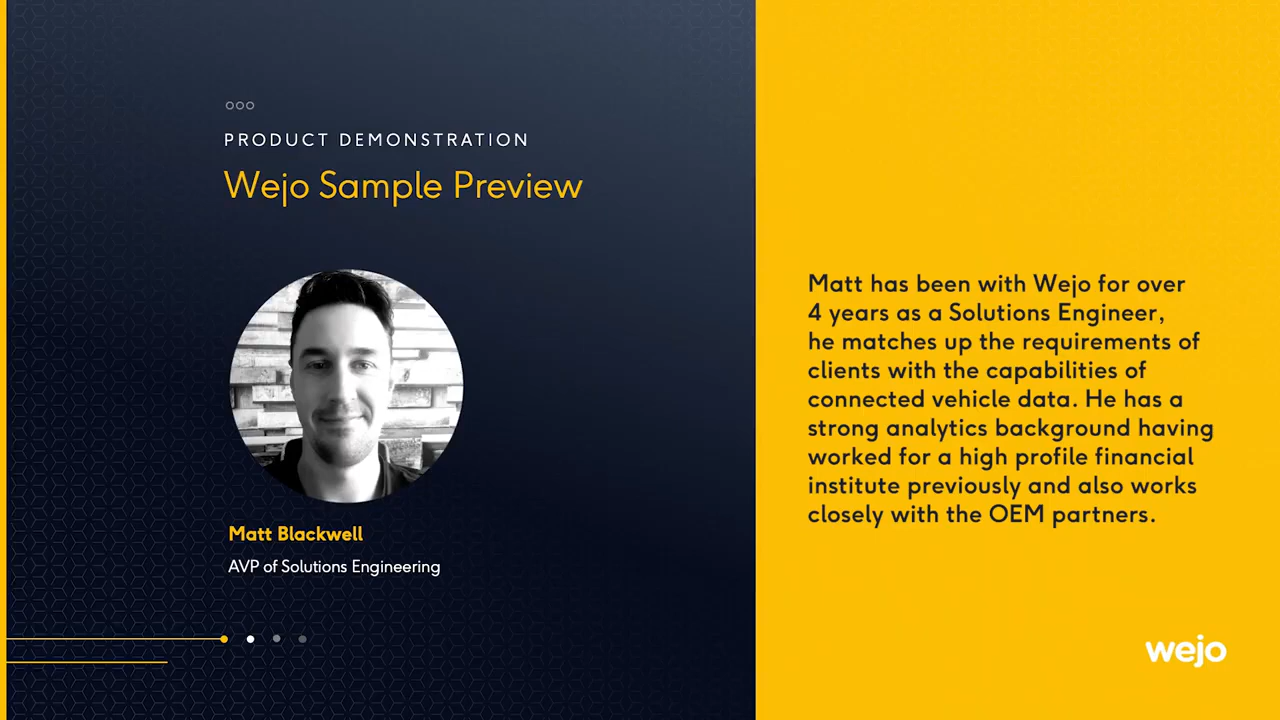 PRODUCT DEMONSTRATION
Wejo Sample Preview
Matt Blackwell
AVP of Solutions Engineering
Matt has been with Wejo for over
4 years as a Solutions Engineer,
he matches up the requirements of
clients with the capabilities of
connected vehicle data. He has a
strong analytics background having
worked for a high profile financial
institute previously and also works
closely with the OEM partners.
wejo